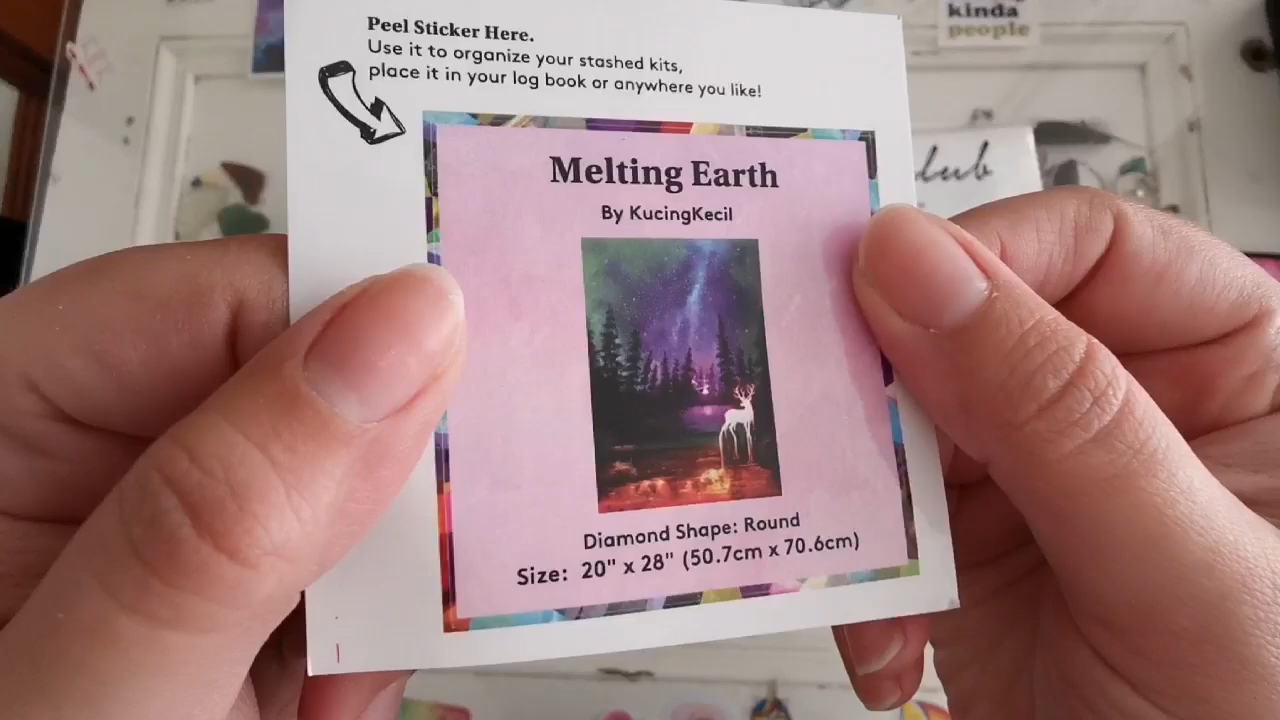 kinda
people
Peel Sticker Here.
Use it to organize your stashed kits,
place it in your log book or anywhere you like!
Melting Earth
By KucingKecil
Diamond Shape: Round
Size: 20" x 28" (50.7cm x 70.6cm)